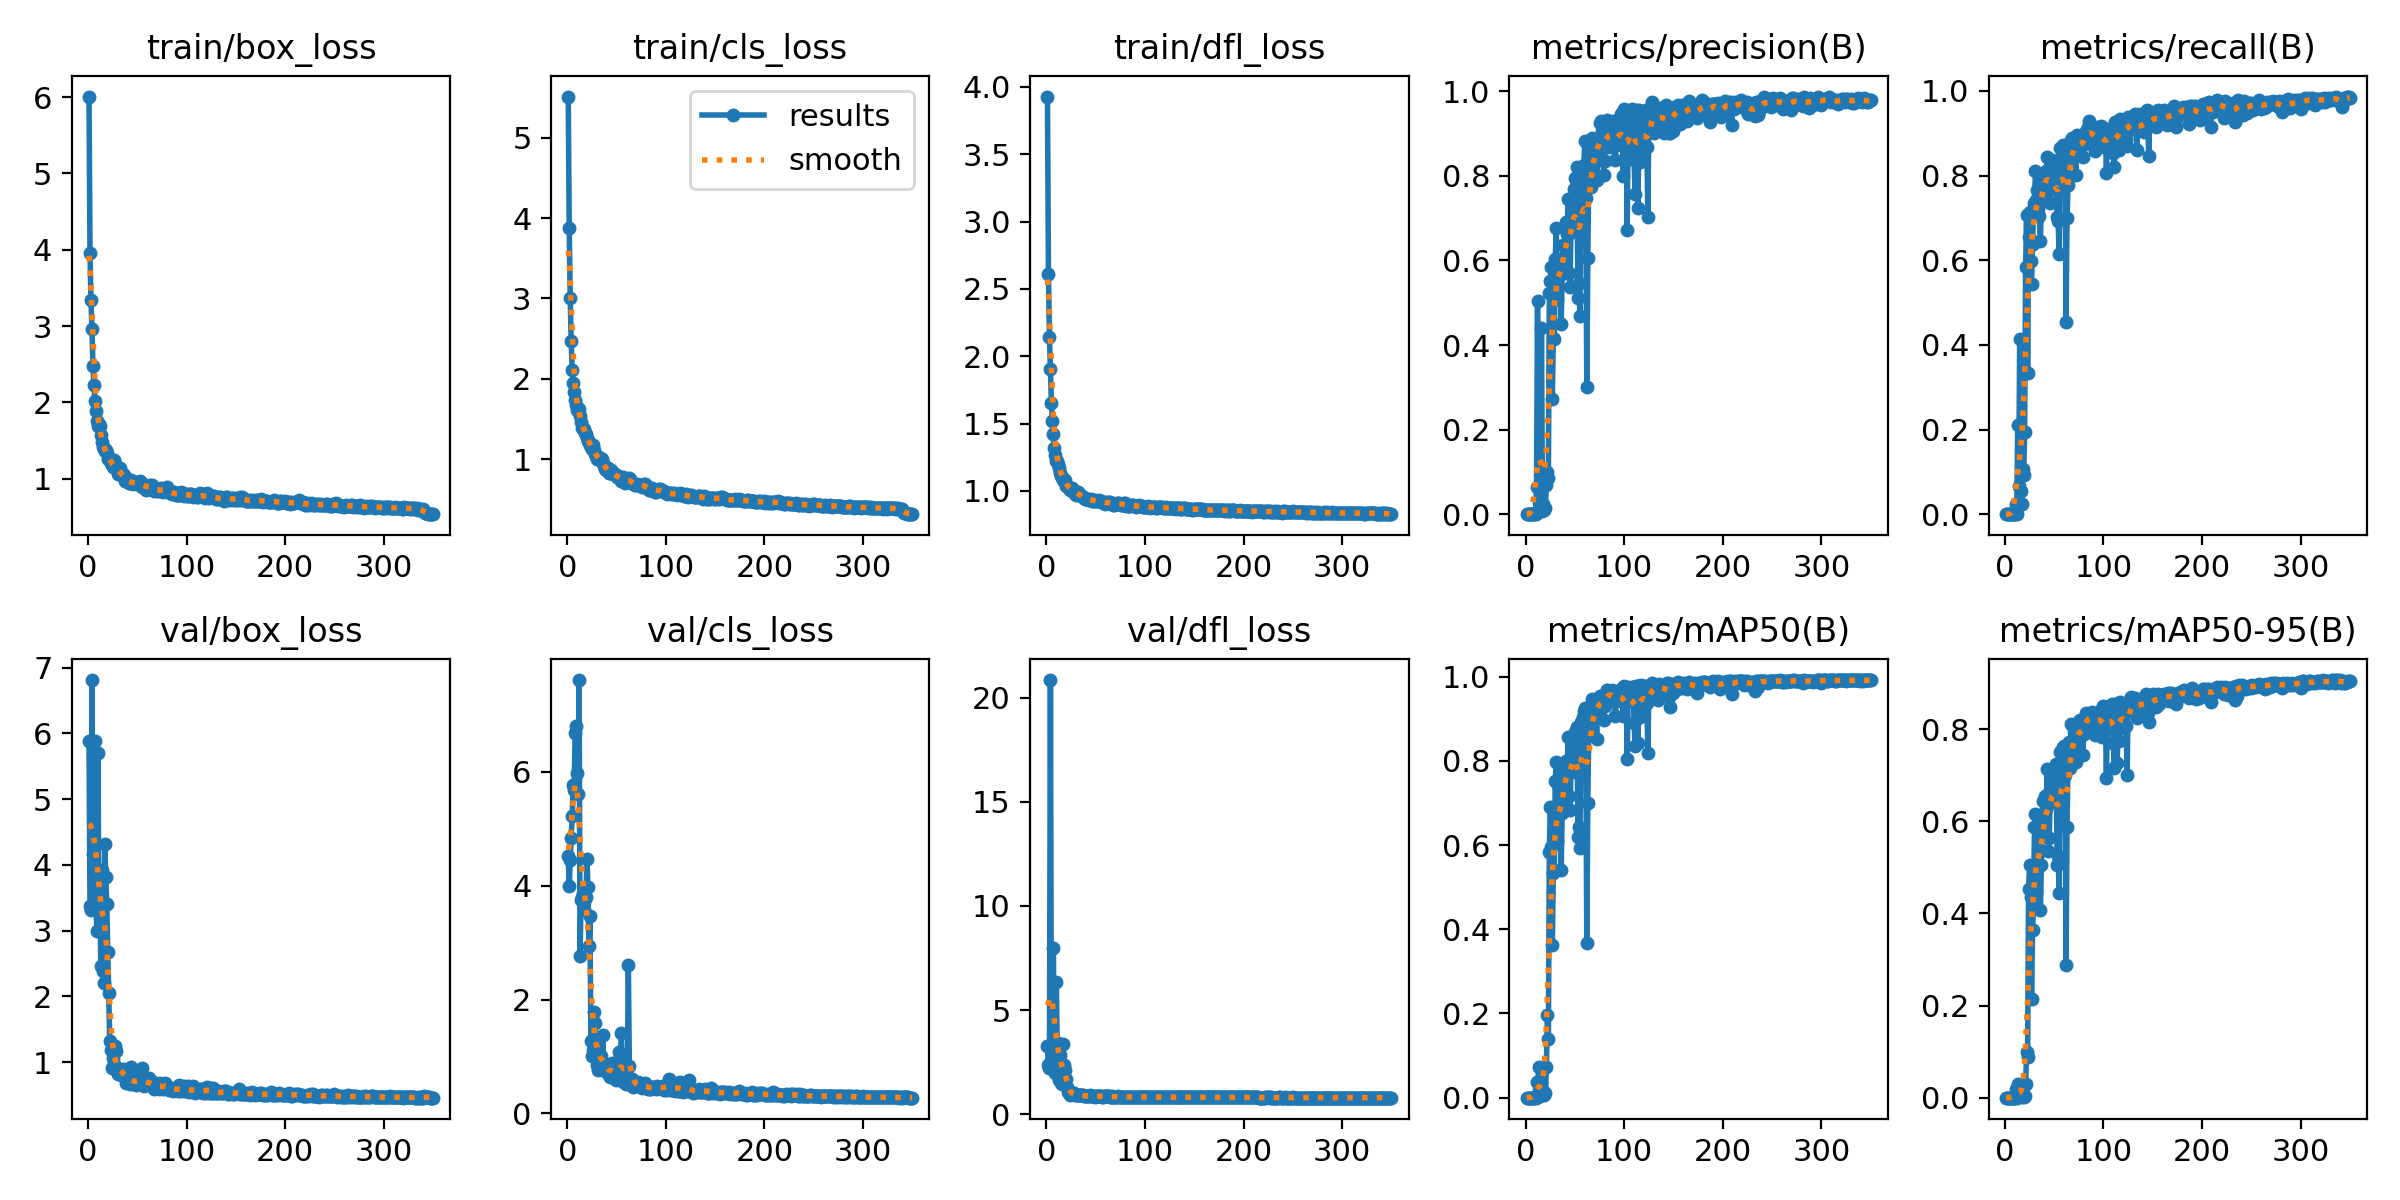 train/box_loss
6
5
4
3
2
1
0 100 200 300
train/cls_loss
results
smooth
5
4
3
2
1
0 100 200 300
train/dfl_loss
4.0
3.5
3.0
2.5
2.0
1.5
1.0
0 100 200 300
metrics/precision(B)
1.0
0.8
0.6
0.4
0.2
0.0
0 100 200 300
metrics/recall(B)
1.0
0.8
0.6
0.4
0.2
0.0
0 100 200 300
val/box_loss
7
6
5
4
3
2
1
0 100 200 300
val/cls_loss
6
4
2
0
0 100 200 300
val/dfl_loss
20
15
10
5
0
0 100 200 300
metrics/mAP50(B)
1.0
0.8
0.6
0.4
0.2
0.0
0 100 200 300
metrics/mAP50-95(B)
0.8
0.6
0.4
0.2
0.0
0 100 200 300